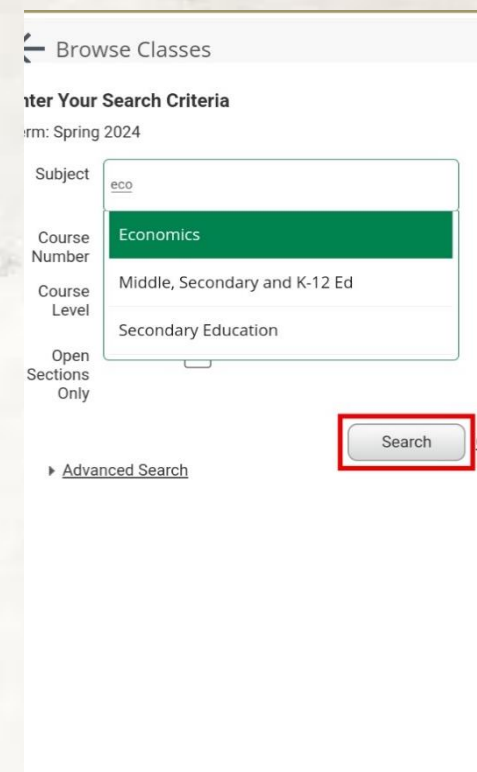 Browse Classes
nter Your Search Criteria
rm: Spring 2024
Subject
eco
Economics
Course
Number
Middle, Secondary and K-12 Ed
Course
Level
Secondary Education
Open
Sections
Only
Search
Advanced Search